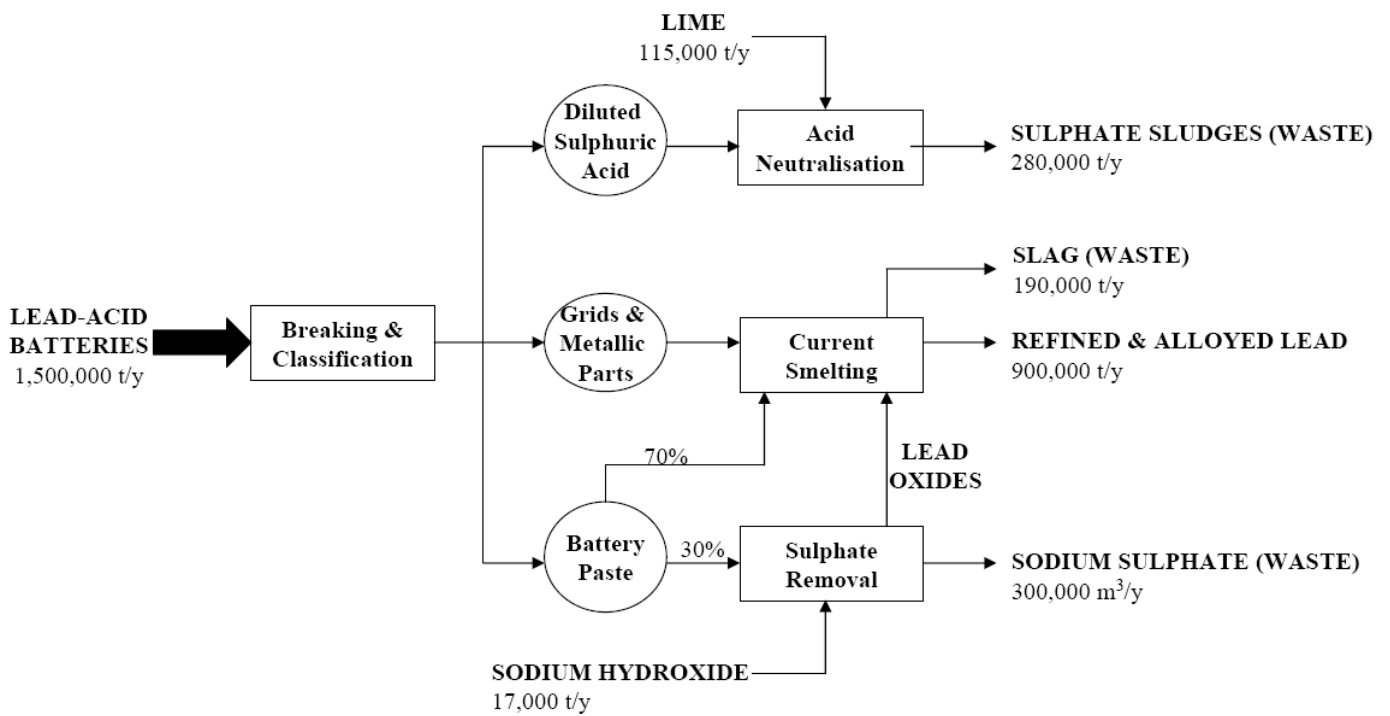 LIME
115,000 t/y
Diluted
Sulphuric
Acid
Acid
Neutralisation
SULPHATE SLUDGES (WASTE)
280,000 t/y
SLAG (WASTE)
190,000 t/y
LEAD-ACID
BATTERIES
1,500,000 t/y
Breaking &
Classification
Grids &
Metallic
Parts
Current
Smelting
REFINED & ALLOYED LEAD
900,000 t/y
70%
LEAD
OXIDES
Battery
Paste
30%
Sulphate
Removal
SODIUM SULPHATE (WASTE)
300,000 m³/y
SODIUM HYDROXIDE
17,000 t/y